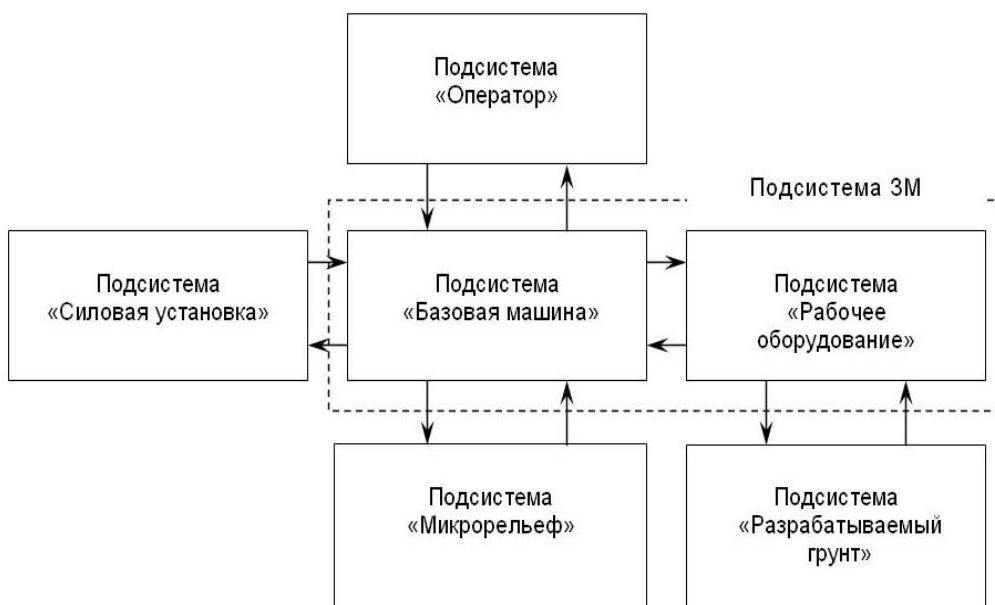 Подсистема
«Оператор»
Подсистема ЗМ
Подсистема
«Силовая установка»
Подсистема
«Базовая машина»
Подсистема
«Рабочее
оборудование»
Подсистема
«Микрорельеф»
Подсистема
«Разрабатываемый
грунт»